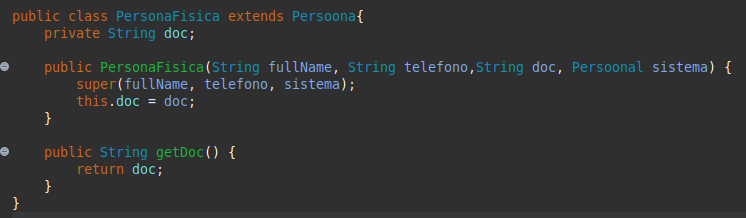 public class PersonaFisica extends Persoona{
    private String doc;

    public PersonaFisica(String fullName, String telefono,String doc, Persoonal sistema) {
        super(fullName, telefono, sistema);
        this.doc = doc;
    }

    public String getDoc() {
        return doc;
    }
}